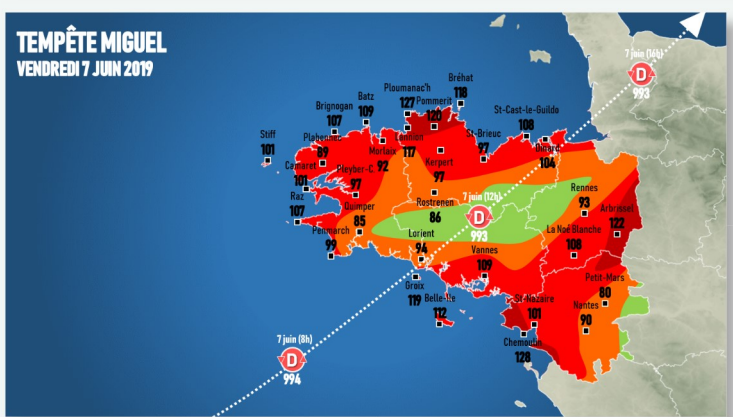 TEMPÊTE MIGUEL
VENDREDI 7 JUIN 2019
7 juin (16h)
D
993
Bréhat
118
Ploumanac'h
127
Pommerit
120
Batz
109
Brignogan
107
St-Cast-le-Guildo
108
Stiff
101
Plabennec
89
Morlaix
92
Lannion
117
St-Brieuc
97
Dinard
104
Kerpert
97
Camaret
101
Pleyber-C
97
Raz
107
Quimper
85
Rostrenen
86
7 juin (12h)
D
993
Rennes
93
Arbrissel
122
Penmarch
99
Lorient
94
La Noë Blanche
108
Vannes
109
Groix
119
Belle-Ile
112
Petit-Mars
80
St-Nazaire
101
Nantes
90
Chemoulin
128
7 juin (8h)
D
994